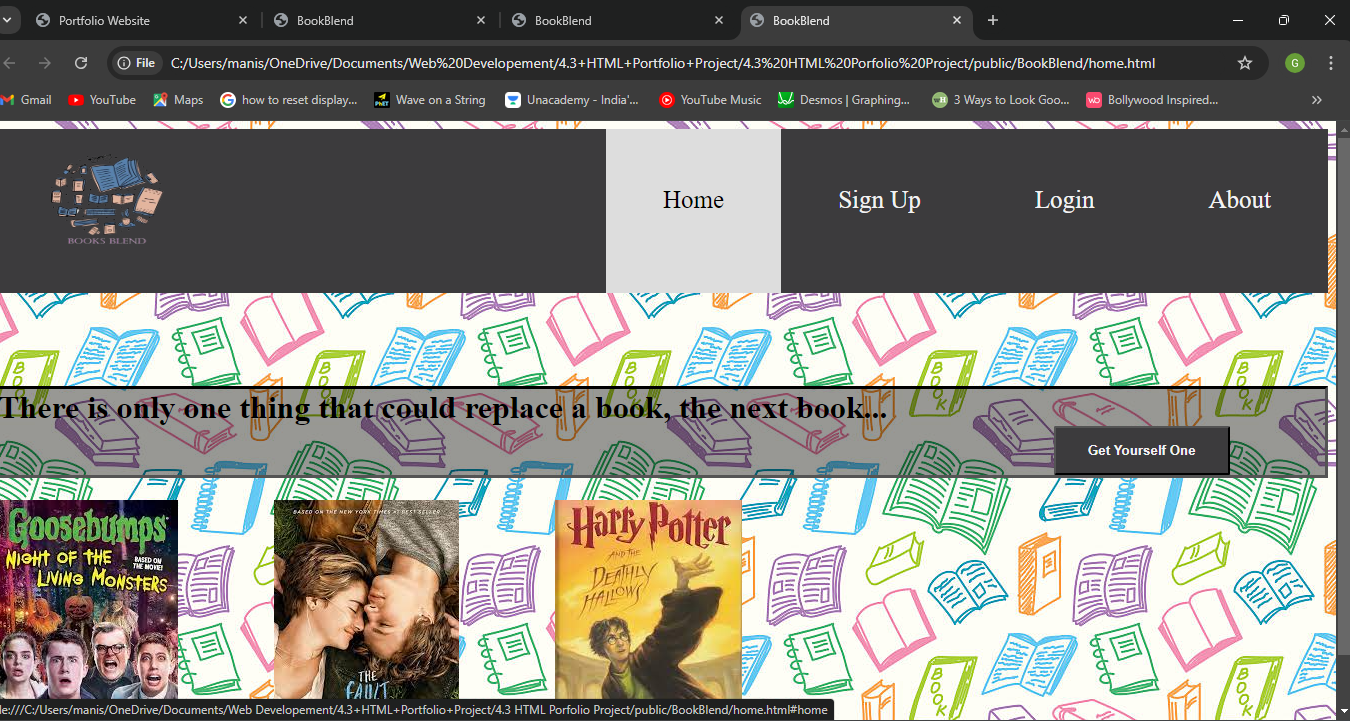 Portfolio Website
BookBlend
BookBlend
BookBlend
File
C:/Users/manis/OneDrive/Documents/Web%20Developement/4.3+HTML+Portfolio+Project/4.3%20HTML%20Porfolio%20Project/public/BookBlend/home.html
G
Gmail
YouTube
Maps
how to reset display...
Wave on a String
Unacademy - India'...
YouTube Music
Desmos | Graphing...
3 Ways to Look Goo...
Bollywood Inspired...
BOOKS BLEND
Home
Sign Up
Login
About
There is only one thing that could replace a book, the next book...
Get Yourself One
Goosebumps
NIGHT OF THE
LIVING MONSTERS
BASED ON
THE MOVIE!
BASED ON THE NEW YORK TIMES #1 BEST SELLER
THE
FAULT
HARRY POTTER
AND THE
DEATHLY
HALLOWS
BOOK
le:///C:/Users/manis/OneDrive/Documents/Web Developement/4.3+HTML+Portfolio+Project/4.3 HTML Porfolio Project/public/BookBlend/home.html#home